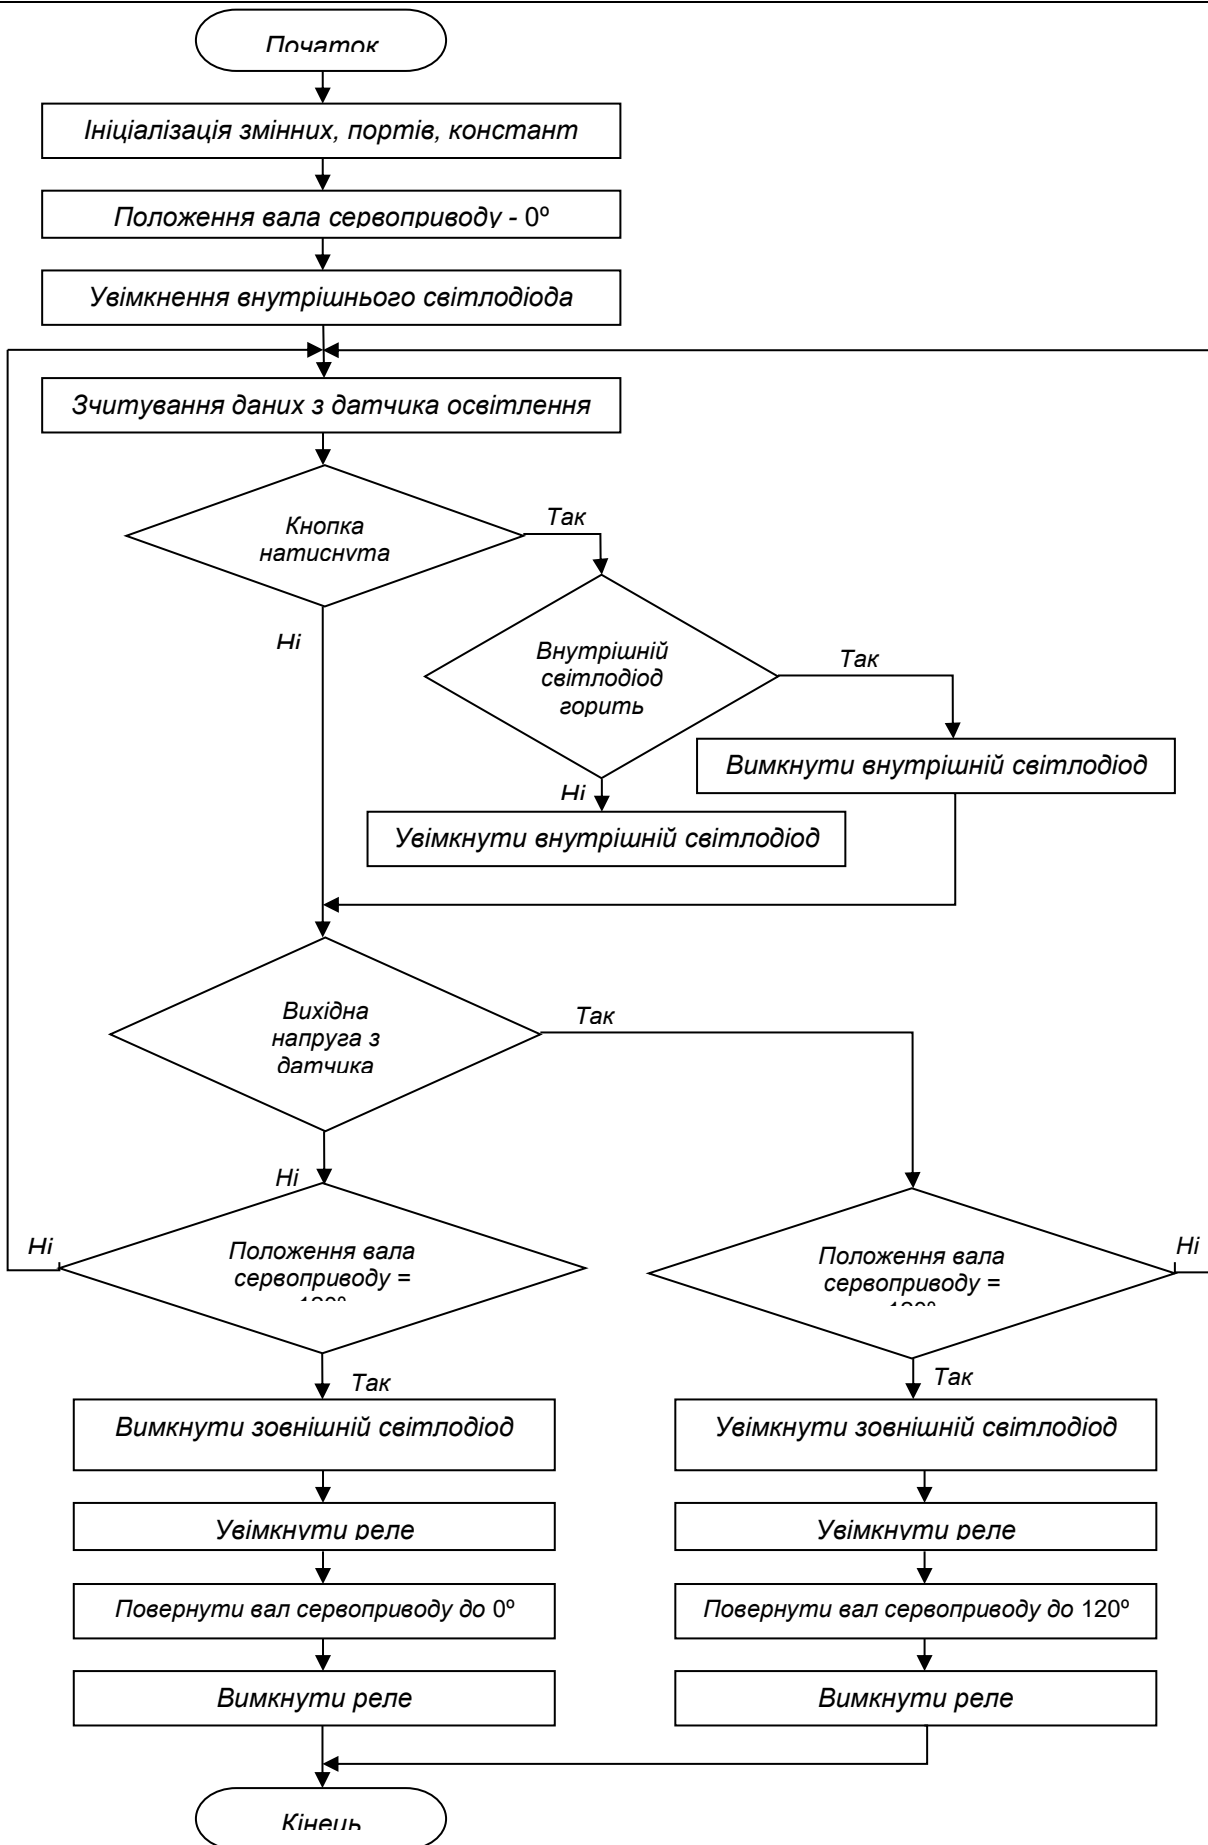 Початок
Ініціалізація змінних, портів, констант
Положення вала сервоприводу - 0º
Увімкнення внутрішнього світлодіода
Зчитування даних з датчика освітлення
Кнопка
натиснута
Так
Ні
Внутрішній
світлодіод
горить
Так
Вимкнути внутрішній світлодіод
Ні
Увімкнути внутрішній світлодіод
Вихідна
напруга з
датчика
Так
Ні
Ні
Положення вала
сервоприводу =
Положення вала
сервоприводу =
Ні
Так
Так
Вимкнути зовнішній світлодіод
Увімкнути зовнішній світлодіод
Увімкнути реле
Увімкнути реле
Повернути вал сервоприводу до 0º
Повернути вал сервоприводу до 120º
Вимкнути реле
Вимкнути реле
Кінець